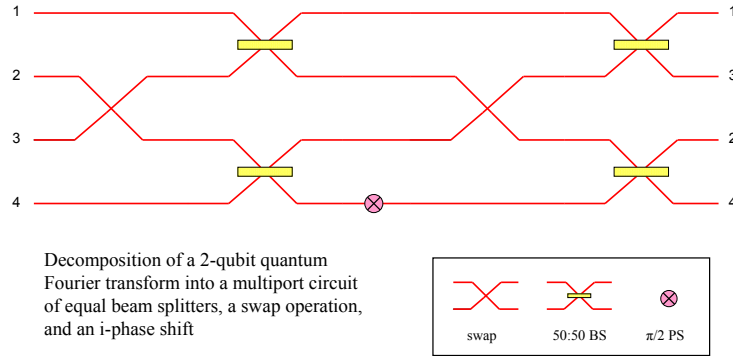 1 1
2 3
3 2
4 4
Decomposition of a 2-qubit quantum
Fourier transform into a multiport circuit
of equal beam splitters, a swap operation,
and an i-phase shift
swap 50:50 BS π/2 PS